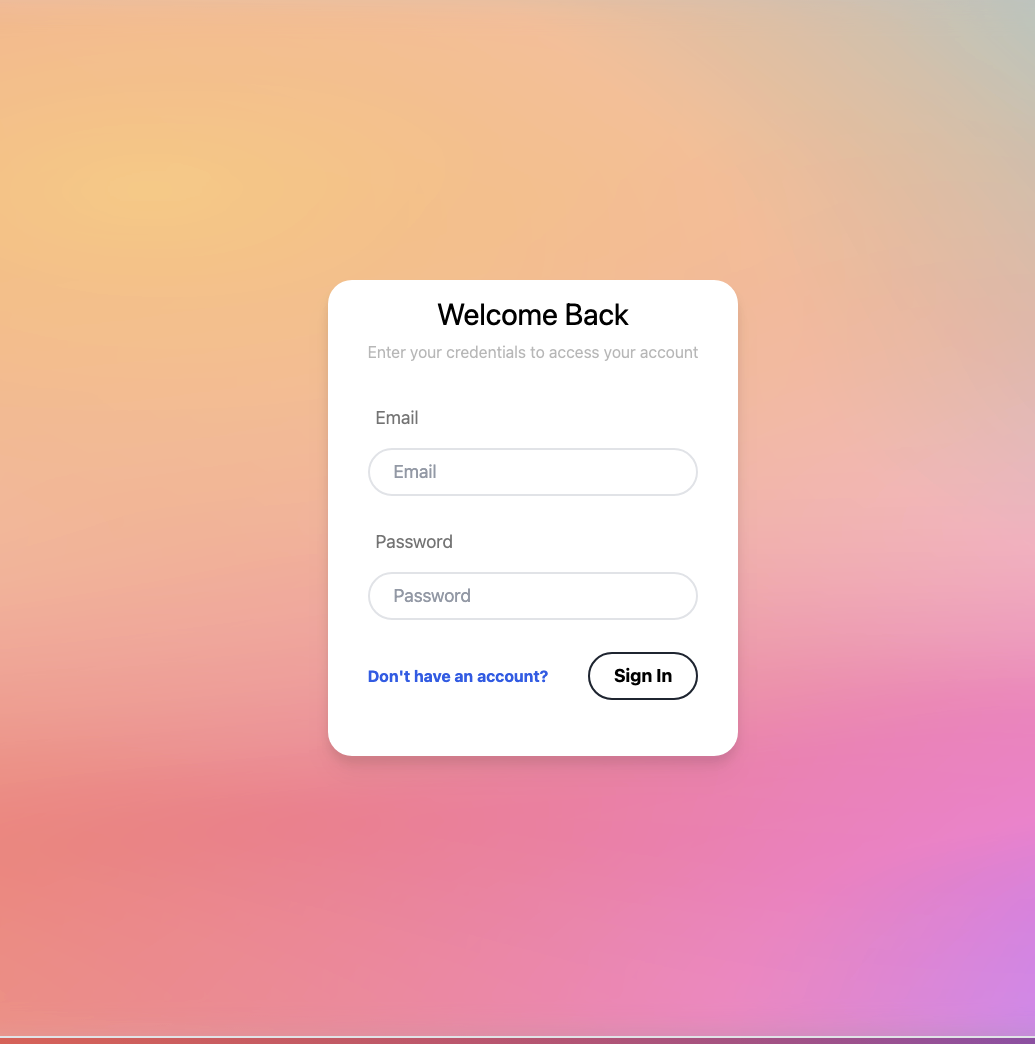 Welcome Back
Enter your credentials to access your account
Email
Email
Password
Password
Don't have an account?
Sign In